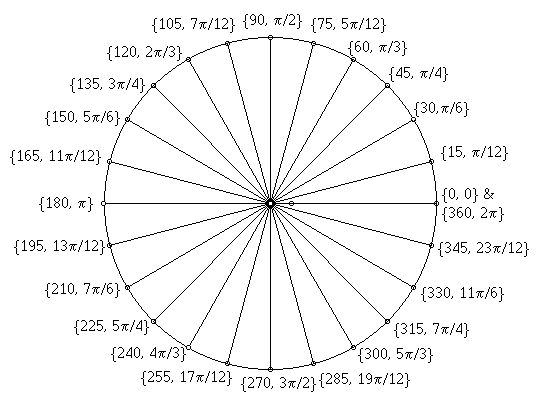 {90, π/2}
{105, 7π/12} {75, 5π/12}
{120, 2π/3} {60, π/3}
{135, 3π/4} {45, π/4}
{150, 5π/6} {30,π/6}
{165, 11π/12} {15, π/12}
{180, π} {0, 0} &
{360, 2π}
{195, 13π/12} {345, 23π/12}
{210, 7π/6} {330, 11π/6}
{225, 5π/4} {315, 7π/4}
{240, 4π/3} {300, 5π/3}
{255, 17π/12} {270, 3π/2} {285, 19π/12}